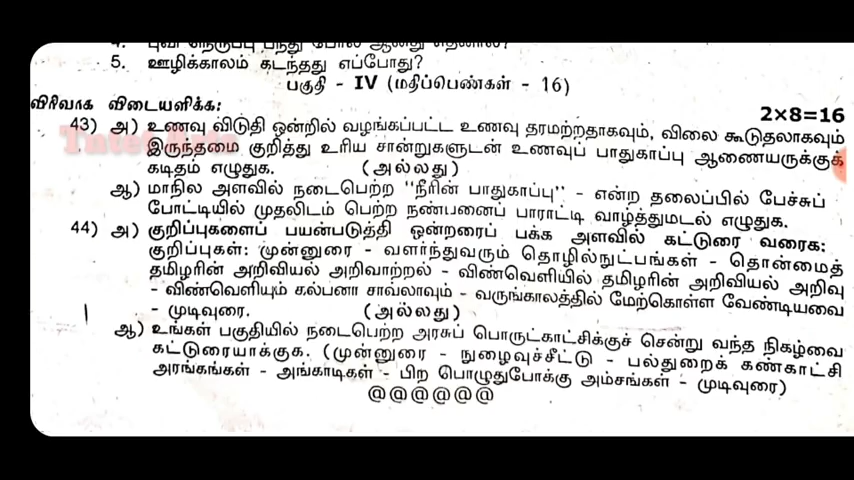 4. புவி நெருப்பு பந்து போல் ஆனது எதனால்?
5. ஊழிக்காலம் கடந்தது எப்போது?
பகுதி - IV (மதிப்பெண்கள் - 16)
விரிவாக விடையளிக்க:
2×8=16
43) அ) உணவு விடுதி ஒன்றில் வழங்கப்பட்ட உணவு தரமற்றதாகவும், விலை கூடுதலாகவும்
இருந்தமை குறித்து உரிய சான்றுகளுடன் உணவுப் பாதுகாப்பு ஆணையருக்குக்
கடிதம் எழுதுக. (அல்லது)
ஆ) மாநில அளவில் நடைபெற்ற "நீரின் பாதுகாப்பு" - என்ற தலைப்பில் பேச்சுப்
போட்டியில் முதலிடம் பெற்ற நண்பனைப் பாராட்டி வாழ்த்துமடல் எழுதுக.
44) அ) குறிப்புகளைப் பயன்படுத்தி ஒன்றரைப் பக்க அளவில் கட்டுரை வரைக:
குறிப்புகள்: முன்னுரை - வளர்ந்துவரும் தொழில்நுட்பங்கள் - தொன்மைத்
தமிழரின் அறிவியல் அறிவாற்றல் - விண்வெளியில் தமிழரின் அறிவியல் அறிவு
- விண்வெளியும் கல்பனா சாவ்லாவும் - வருங்காலத்தில் மேற்கொள்ள வேண்டியவை
- முடிவுரை. (அல்லது)
ஆ) உங்கள் பகுதியில் நடைபெற்ற அரசுப் பொருட்காட்சிக்குச் சென்று வந்த நிகழ்வை
கட்டுரையாக்குக. (முன்னுரை - நுழைவுச்சீட்டு - பல்துறைக் கண்காட்சி
அரங்கங்கள் - அங்காடிகள் - பிற பொழுதுபோக்கு அம்சங்கள் - முடிவுரை)
@@@@@@